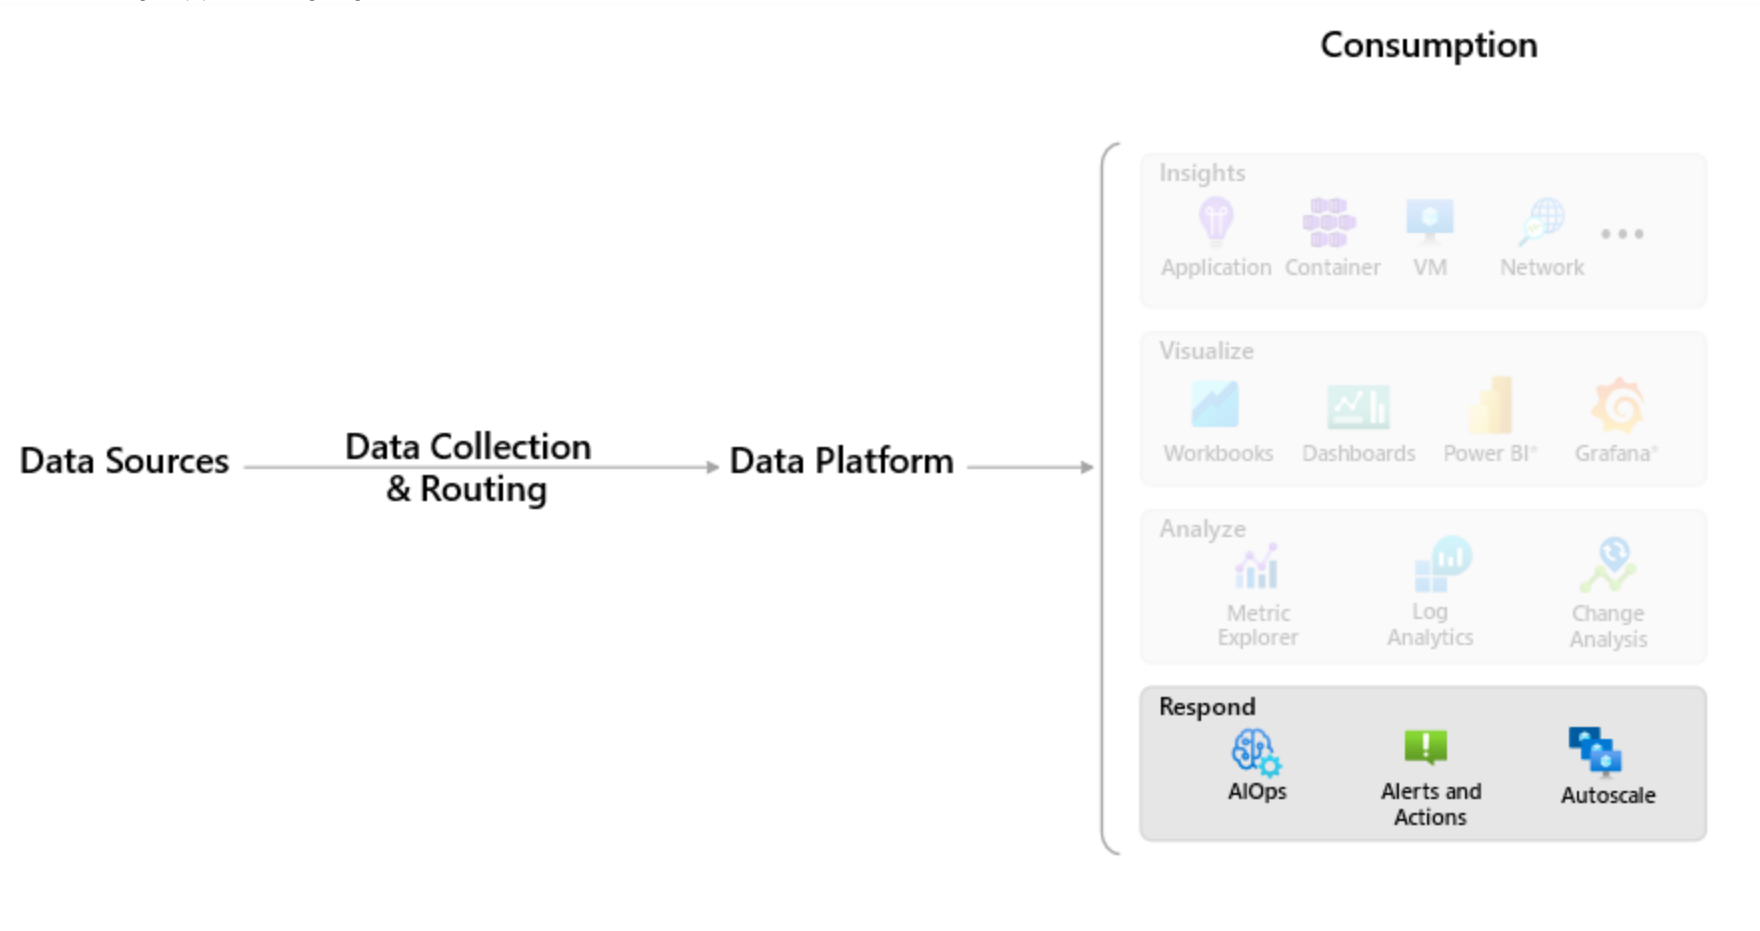 Consumption
Insights
Application Container VM Network
Visualize
Workbooks Dashboards Power BI* Grafana*
Data Sources
Data Collection
& Routing
Data Platform
Analyze
Metric
Explorer
Log
Analytics
Change
Analysis
Respond
AIOps
Alerts and
Actions
Autoscale